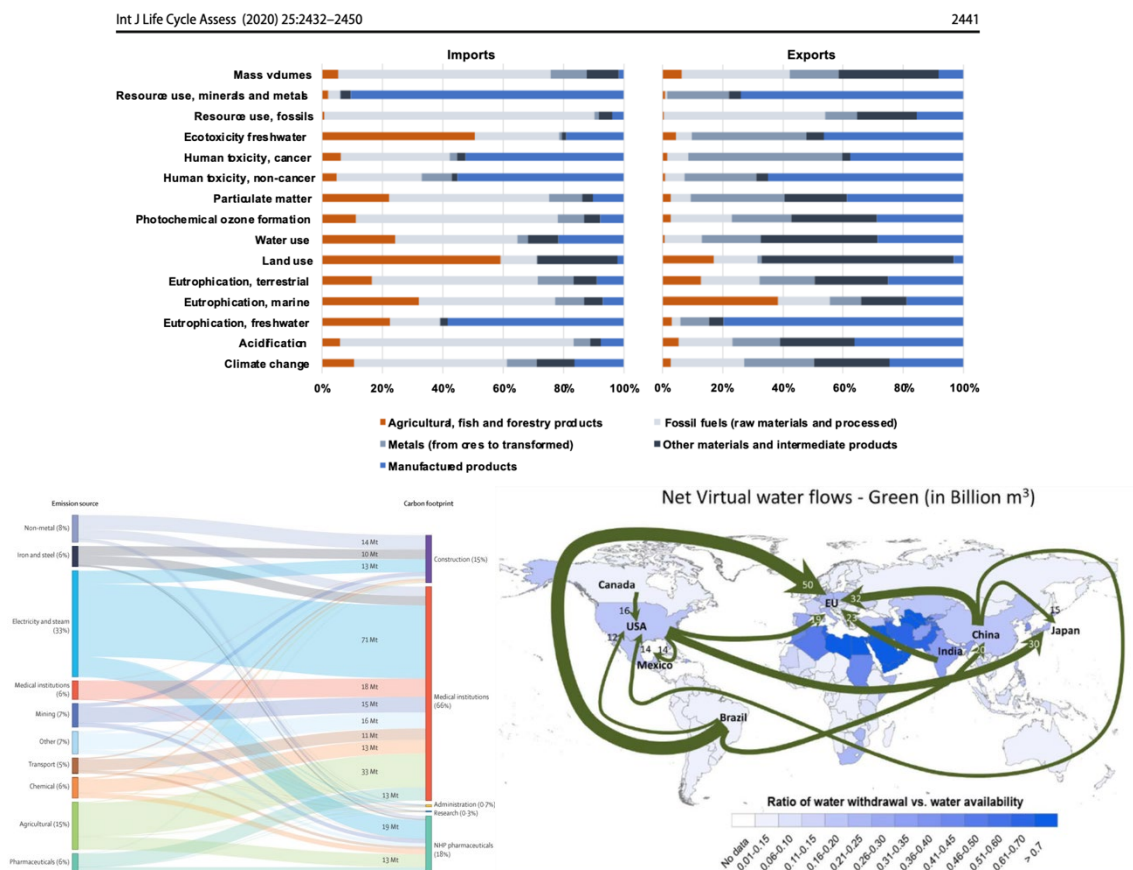 Int J Life Cycle Assess (2020) 25:2432–2450
2441
Imports
Exports
Mass vdumes
Resource use, minerals and metals
Resource use, fossils
Ecotoxicity freshwater
Human toxicity, cancer
Human toxicity, non-cancer
Particulate matter
Photochemical ozone formation
Water use
Land use
Eutrophication, terrestrial
Eutrophication, marine
Eutrophication, freshwater
Acidification
Climate change
0% 20% 40% 60% 80% 100%
0% 20% 40% 60% 80% 100%
Agricultural, fish and forestry products
Fossil fuels (raw materials and processed)
Metals (from ores to transformed)
Other materials and intermediate products
Manufactured products
Emission source
Carbon footprint
Non-metal (8%)
Iron and steel (6%)
Electricity and steam
(33%)
Medical institutions
(6%)
Mining (7%)
Other (7%)
Transport (5%)
Chemical (6%)
Agricultural (15%)
Pharmaceuticals (6%)
14 Mt
10 Mt
13 Mt
71 Mt
18 Mt
15 Mt
16 Mt
11 Mt
13 Mt
33 Mt
13 Mt
19 Mt
13 Mt
Construction (15%)
Medical institutions
(66%)
Administration (0·7%)
Research (0·3%)
NHP pharmaceuticals
(18%)
Net Virtual water flows - Green (in Billion m³)
Canada
16
USA
12
14
14
Mexico
Brazil
50
EU
32
23
China
India
15
Japan
30
Ratio of water withdrawal vs. water availability
No data
0.01-0.15
0.06-0.10
0.11-0.15
0.16-0.20
0.21-0.25
0.26-0.30
0.31-0.35
0.36-0.40
0.41-0.45
0.46-0.50
0.51-0.60
0.61-0.70
> 0.7